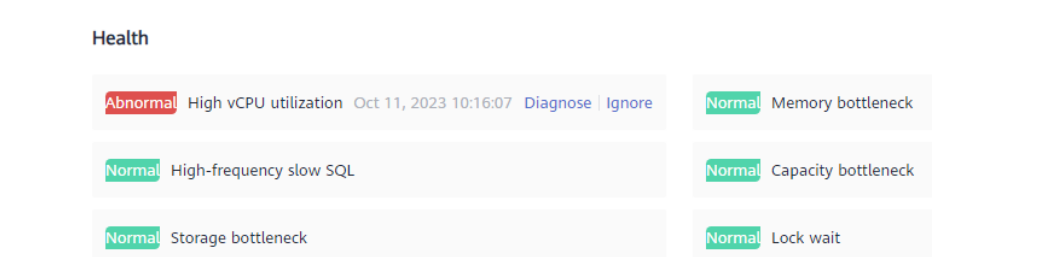 Health
Abnormal High vCPU utilization Oct 11, 2023 10:16:07 Diagnose Ignore
Normal Memory bottleneck
Normal High-frequency slow SQL
Normal Capacity bottleneck
Normal Storage bottleneck
Normal Lock wait